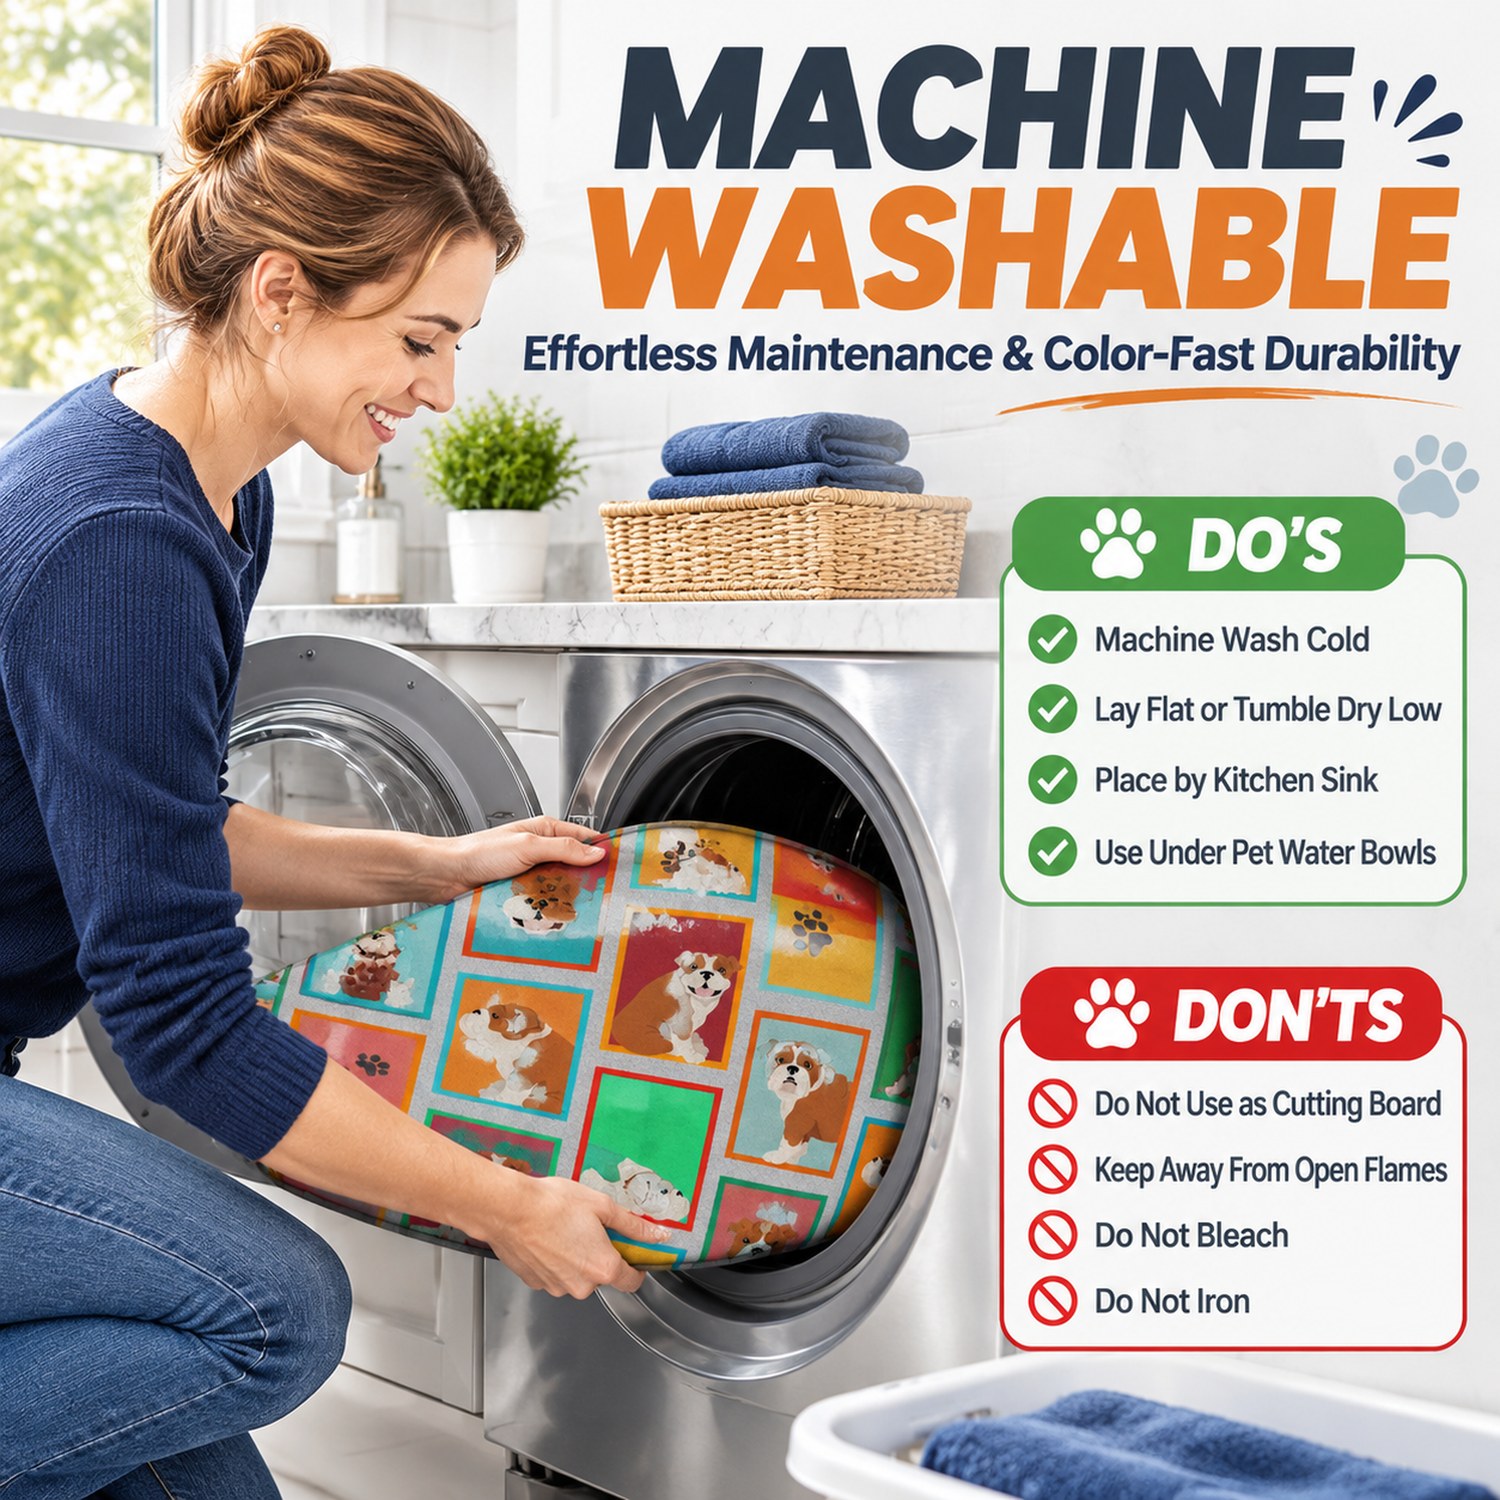 MACHINE
WASHABLE
Effortless Maintenance & Color-Fast Durability
DO'S
Machine Wash Cold
Lay Flat or Tumble Dry Low
Place by Kitchen Sink
Use Under Pet Water Bowls
DON'TS
Do Not Use as Cutting Board
Keep Away From Open Flames
Do Not Bleach
Do Not Iron